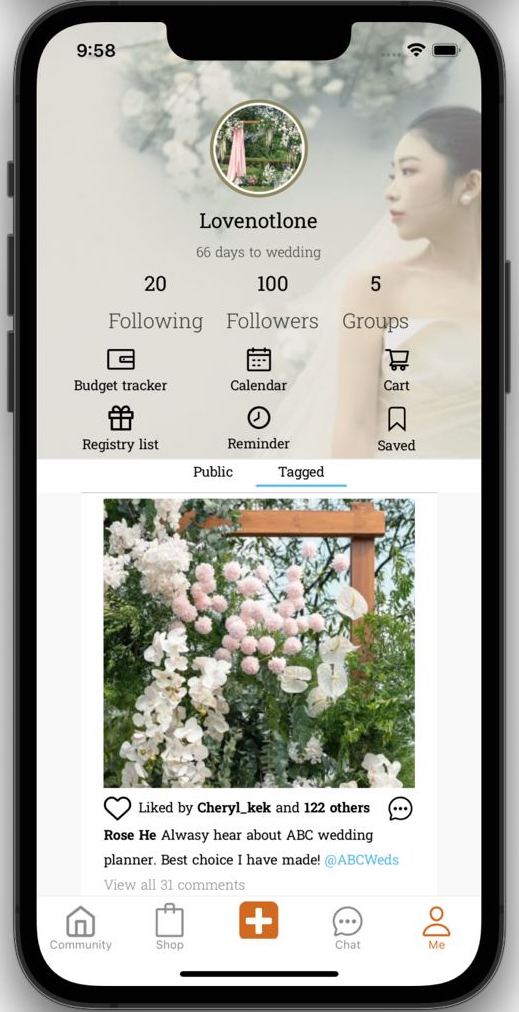 9:58
Lovenotlone
66 days to wedding
20 100 5
Following Followers Groups
Budget tracker Calendar Cart
Registry list Reminder Saved
Public Tagged
Liked by Cheryl_kek and 122 others
Rose He Alwasy hear about ABC wedding
planner. Best choice I have made! @ABCWeds
View all 31 comments
Community Shop Chat Me